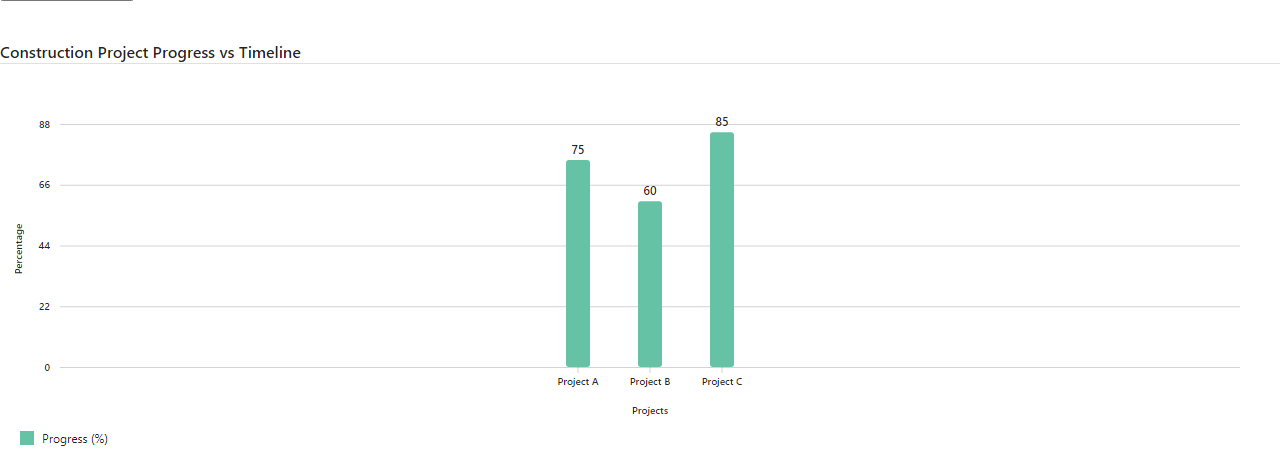 Construction Project Progress vs Timeline
88
85
75
66
60
44
22
0
Percentage
Project A Project B Project C
Projects
Progress (%)